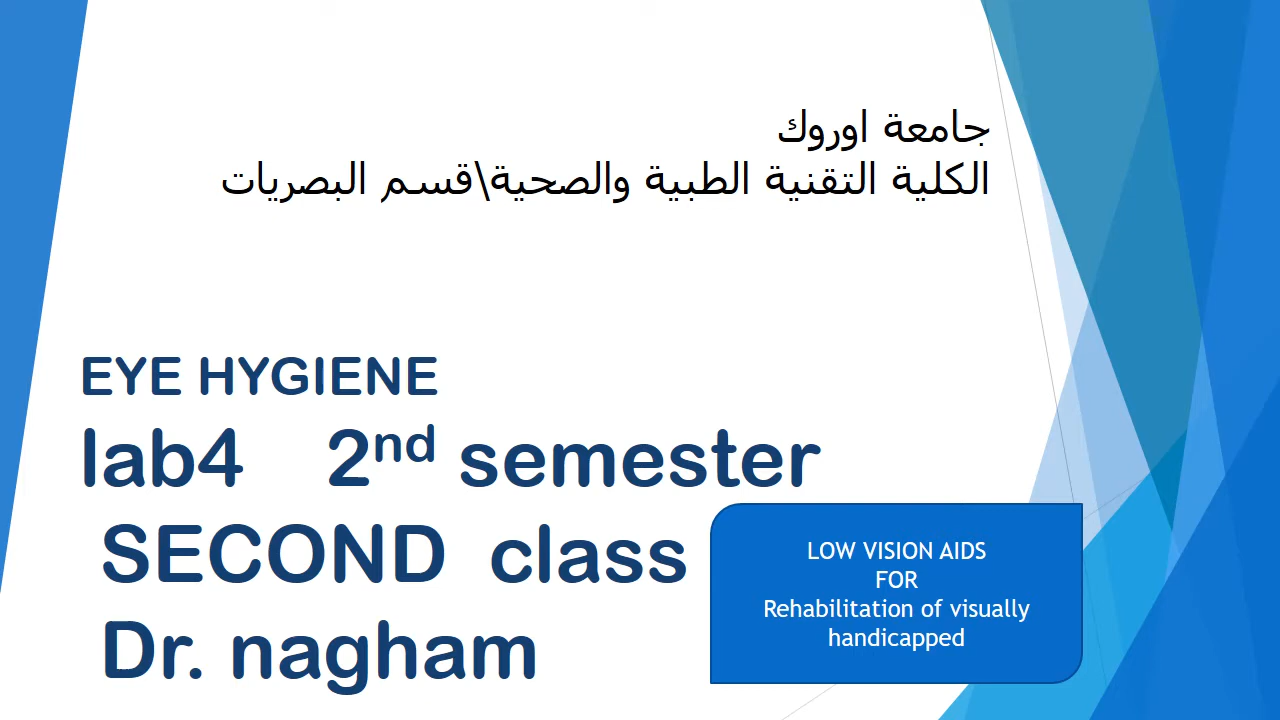 جامعة اوروك
الكلية التقنية الطبية والصحية\قسم البصريات
EYE HYGIENE
lab4 2nd semester
SECOND class
Dr. nagham
LOW VISION AIDS
FOR
Rehabilitation of visually
handicapped